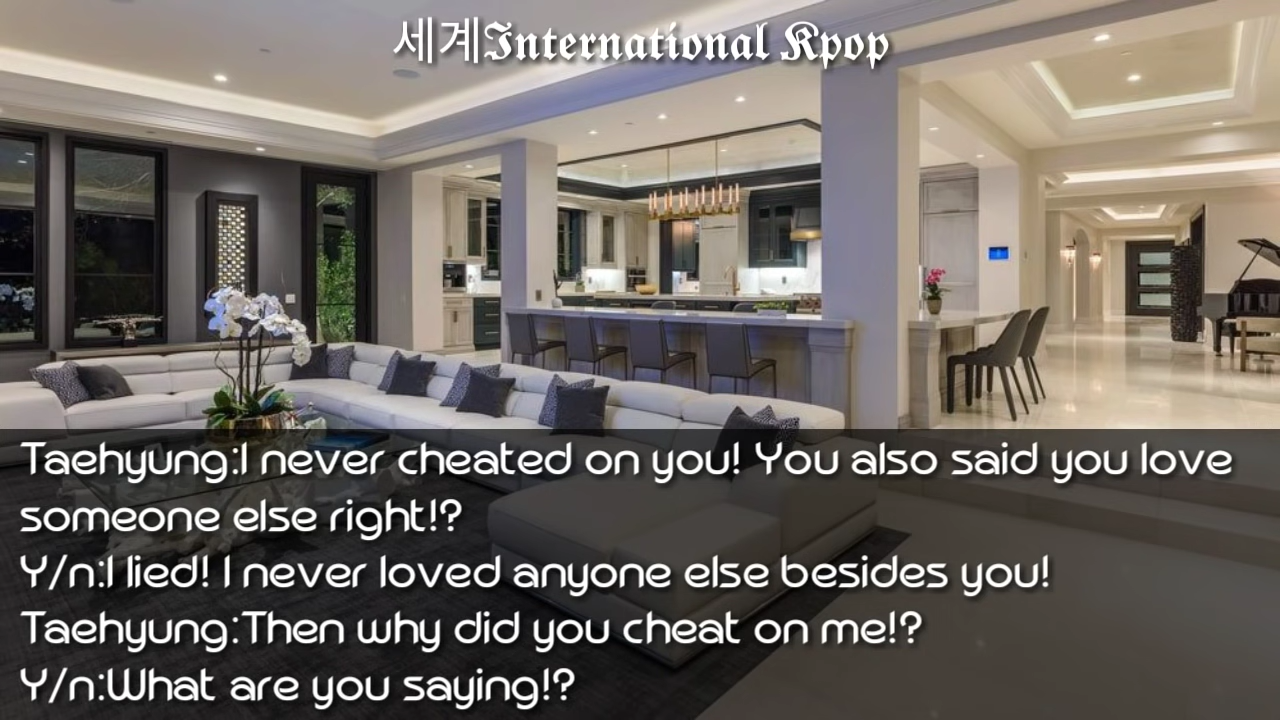 세계International Kpop
Taehyung:I never cheated on you! You also said you love
someone else right!?
Y/n:I lied! I never loved anyone else besides you!
Taehyung:Then why did you cheat on me!?
Y/n:What are you saying!?